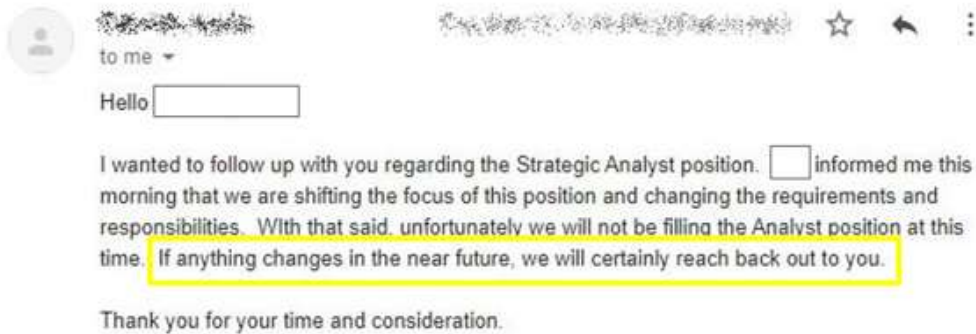 to me
Hello
I wanted to follow up with you regarding the Strategic Analyst position. informed me this
morning that we are shifting the focus of this position and changing the requirements and
responsibilities. WIth that said, unfortunately we will not be filling the Analyst position at this
time. If anything changes in the near future, we will certainly reach back out to you.
Thank you for your time and consideration.